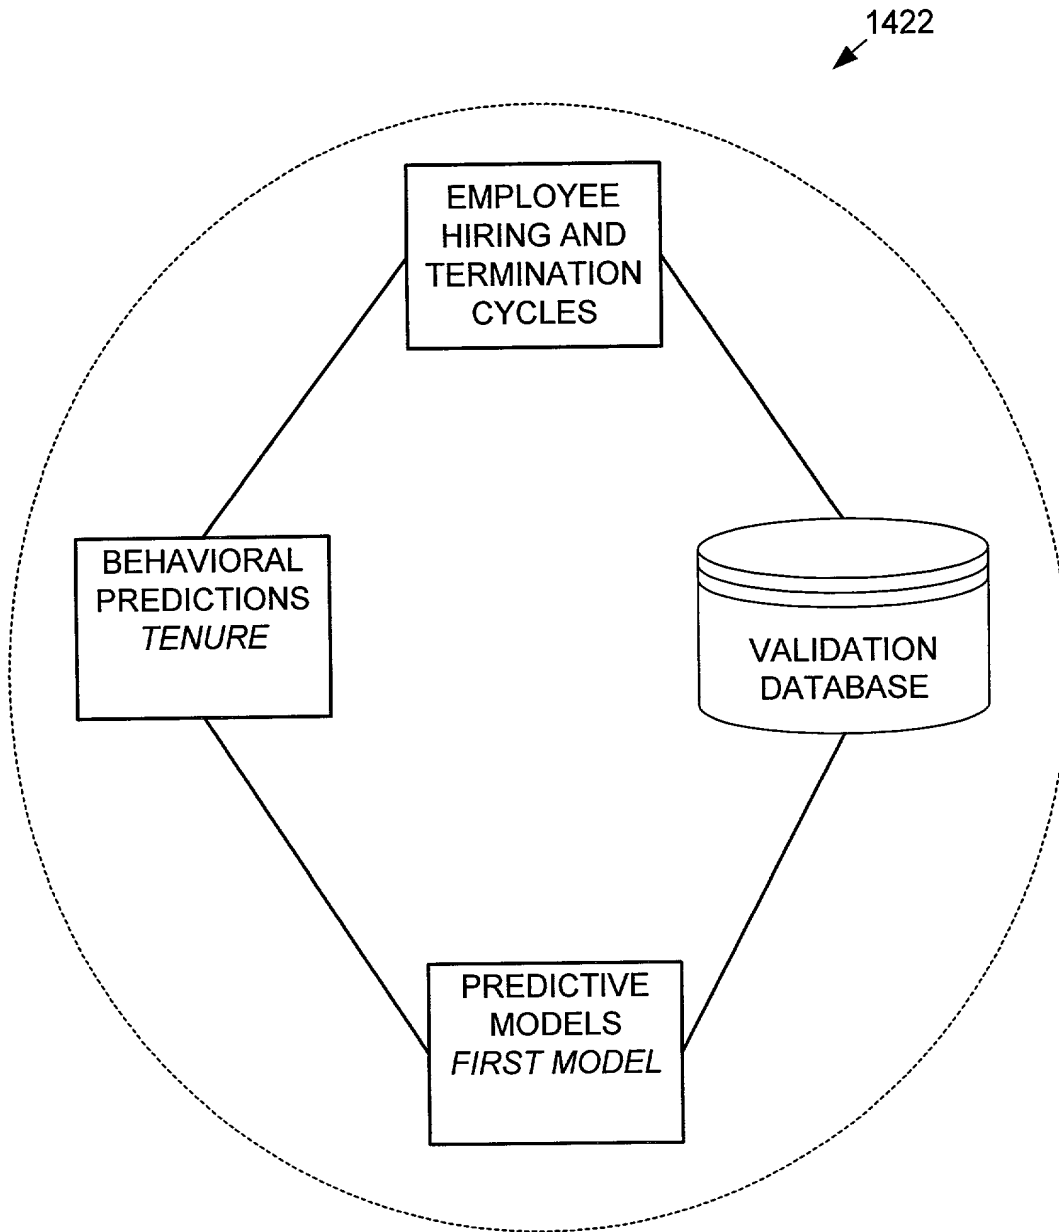 1422
EMPLOYEE
HIRING AND
TERMINATION
CYCLES
BEHAVIORAL
PREDICTIONS
TENURE
VALIDATION
DATABASE
PREDICTIVE
MODELS
FIRST MODEL